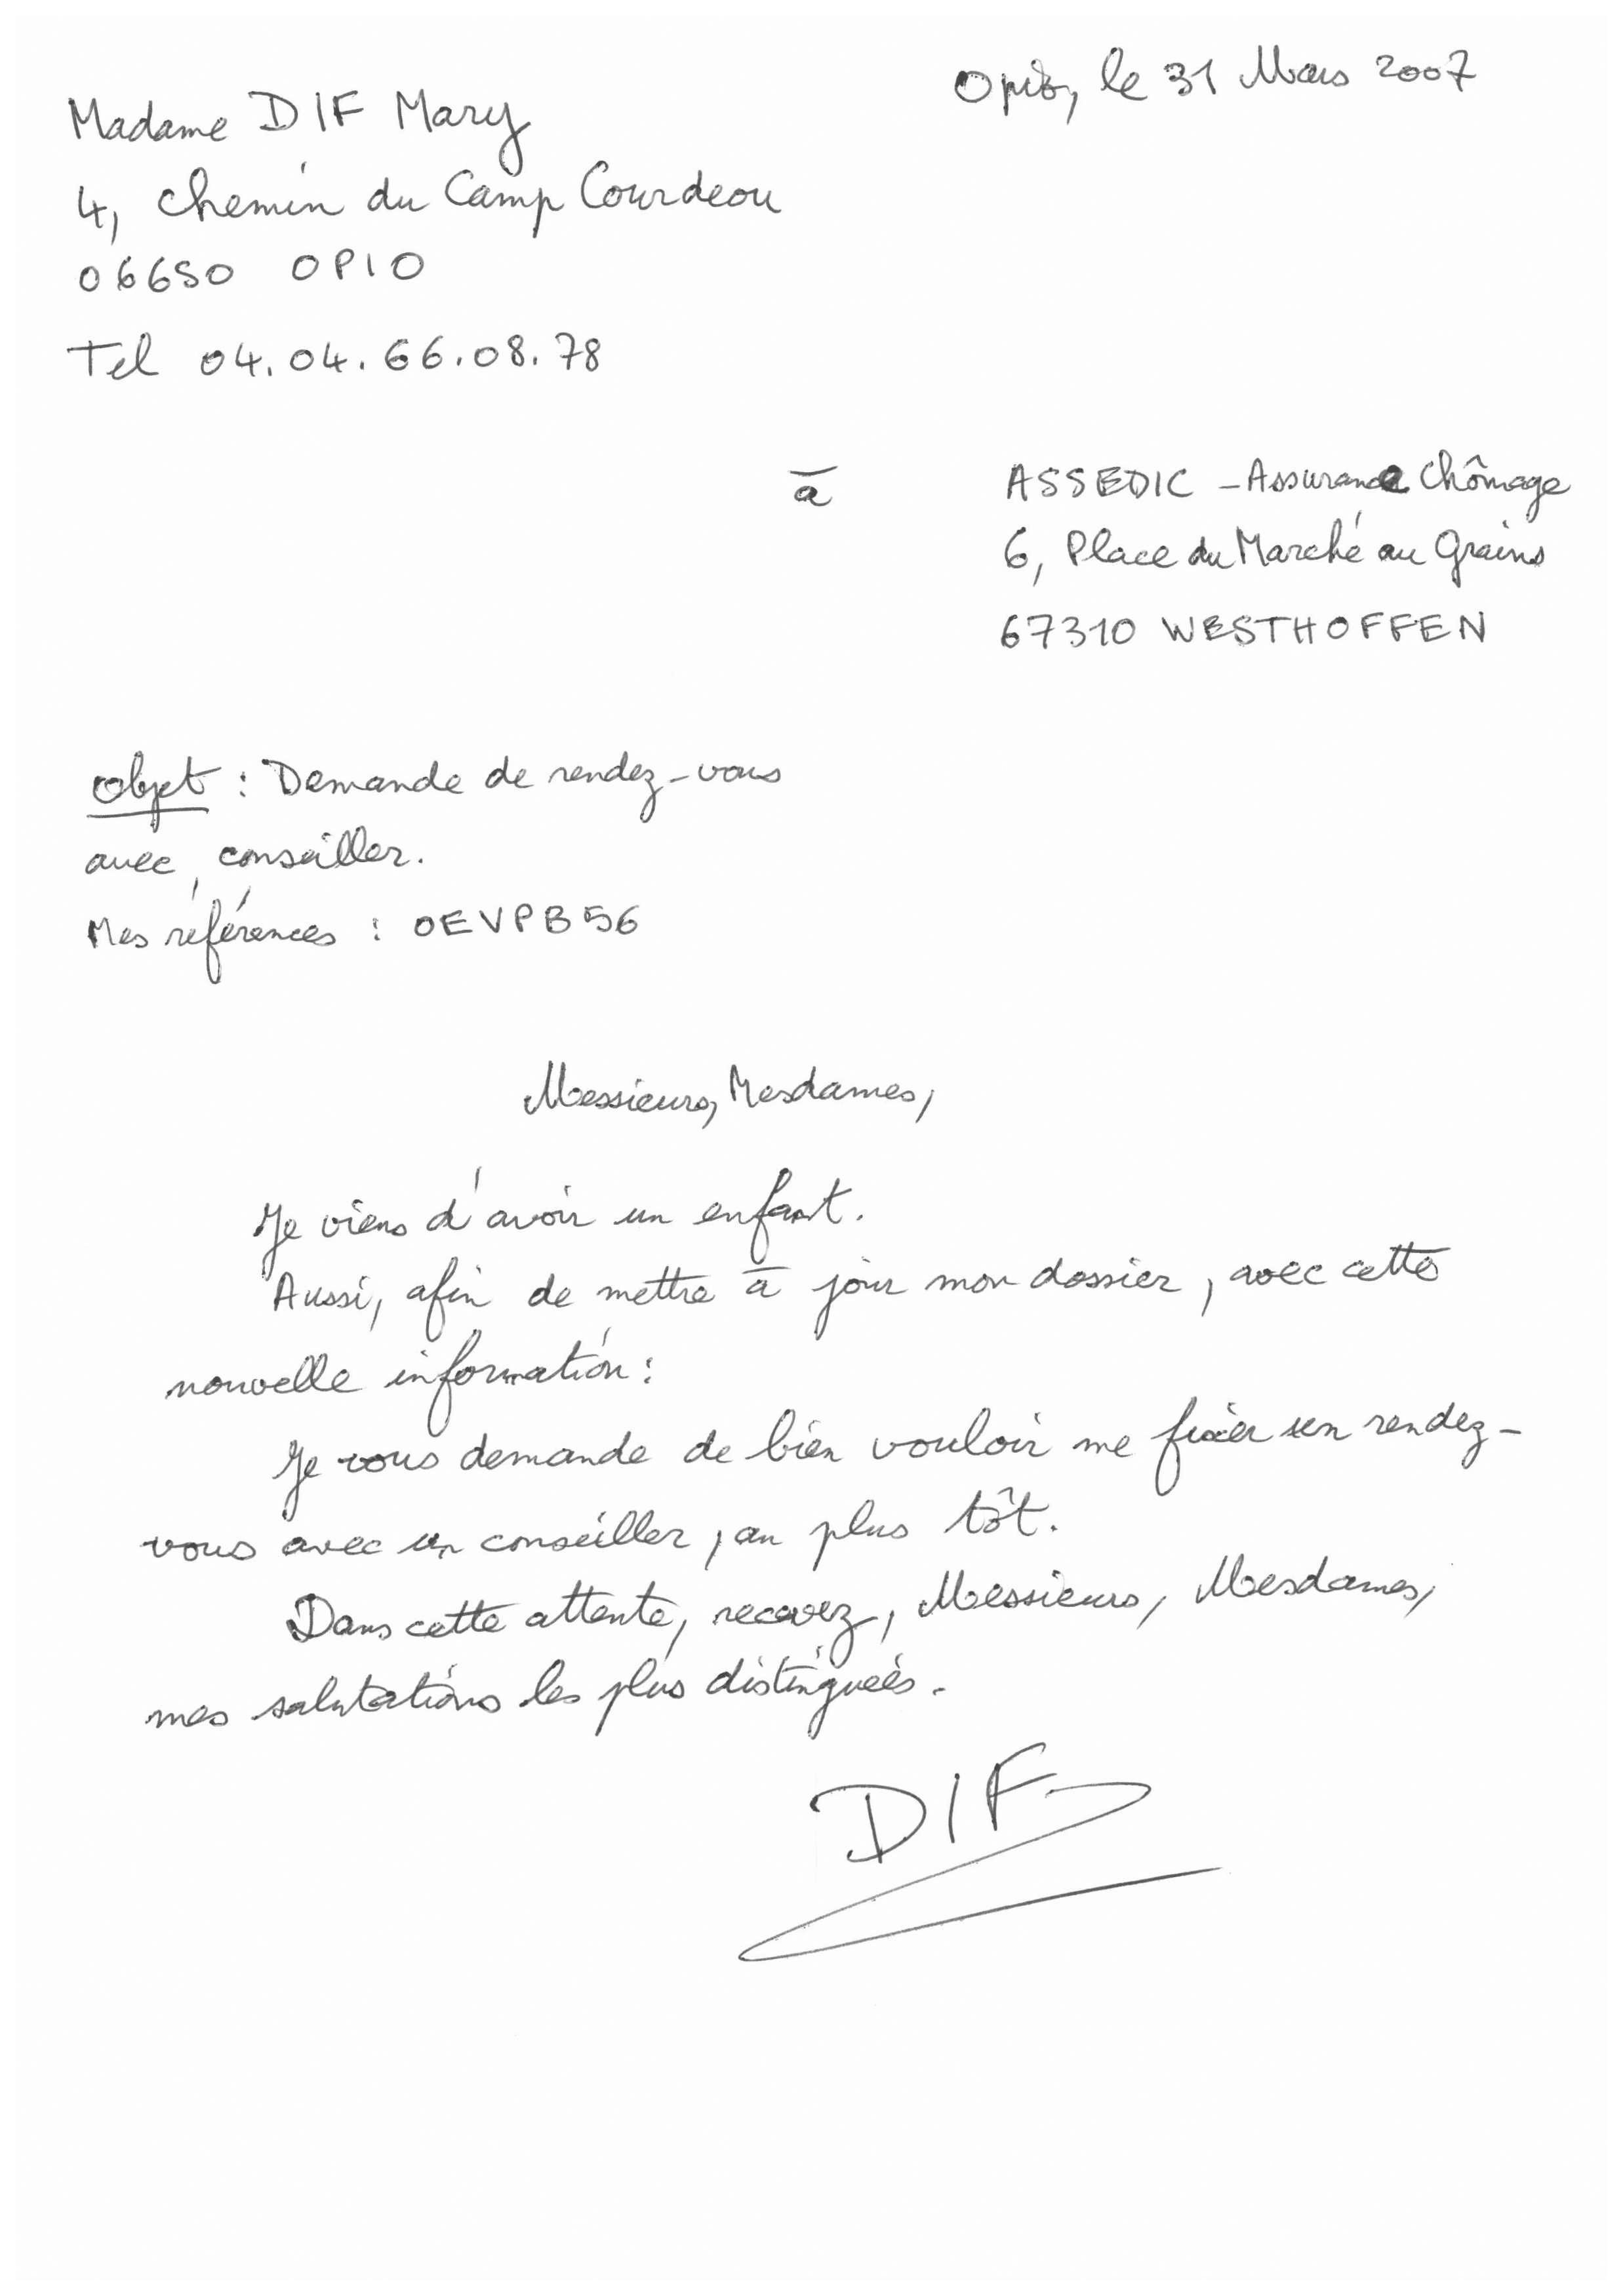 Opio, le 31 Mars 2007
Madame DIF Mary
4, chemin du Camp Courdeou
06650 OPIO
Tel 04.04.66.08.78
à
ASSEDIC - Assurance Chômage
6, Place du Marché au Grains
67310 WESTHOFFEN
Objet : Demande de rendez-vous
avec conseiller.
Mes références : OEVPB56
Messieurs, Mesdames,
Je viens d'avoir un enfant.
Aussi, afin de mettre à jour mon dossier, avec cette
nouvelle information :
Je vous demande de bien vouloir me fixer un rendez-
vous avec un conseiller, au plus tôt.
Dans cette attente, recevez, Messieurs, Mesdames,
mes salutations les plus distinguées.
DIF